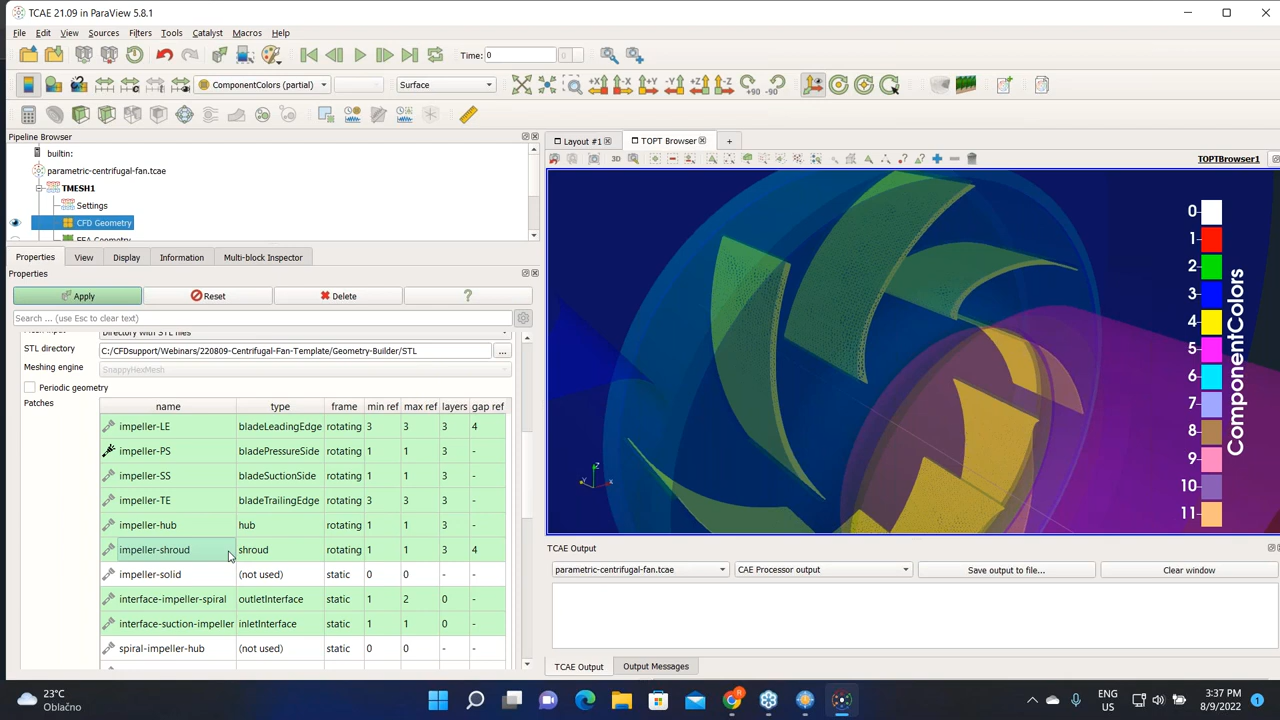 TCAE 21.09 in ParaView 5.8.1
File Edit View Sources Filters Tools Catalyst Macros Help
Time: 0 0
ComponentColors (partial) Surface +X -X +Y -Y +Z -Z +90 -90
Pipeline Browser
Layout #1 TOPT Browser +
builtin:
parametric-centrifugal-fan.tcae
TMESH1
Settings
CFD Geometry
FEA Geometry
3D
TOPTBrowser1
Properties View Display Information Multi-block Inspector
Properties
Apply Reset Delete ?
Search ... (use Esc to clear text)
Mesh input Directory with STL files
STL directory C:/CFDsupport/Webinars/220809-Centrifugal-Fan-Template/Geometry-Builder/STL ...
Meshing engine SnappyHexMesh
Periodic geometry
Patches
name type frame min ref max ref layers gap ref
impeller-LE bladeLeadingEdge rotating 3 3 3 4
impeller-PS bladePressureSide rotating 1 1 3 -
impeller-SS bladeSuctionSide rotating 1 1 3 -
impeller-TE bladeTrailingEdge rotating 3 3 3 -
impeller-hub hub rotating 1 1 3 -
impeller-shroud shroud rotating 1 1 3 4
impeller-solid (not used) static 0 0 - -
interface-impeller-spiral outletInterface static 1 2 0 -
interface-suction-impeller inletInterface static 1 1 0 -
spiral-impeller-hub (not used) static 0 0 - -
0
1
2
3
4
5
6
7
8
9
10
11
ComponentColors
Z
Y
X
TCAE Output
parametric-centrifugal-fan.tcae CAE Processor output Save output to file... Clear window
TCAE Output Output Messages
23°C
Oblačno
R
ENG
US
3:37 PM
8/9/2022